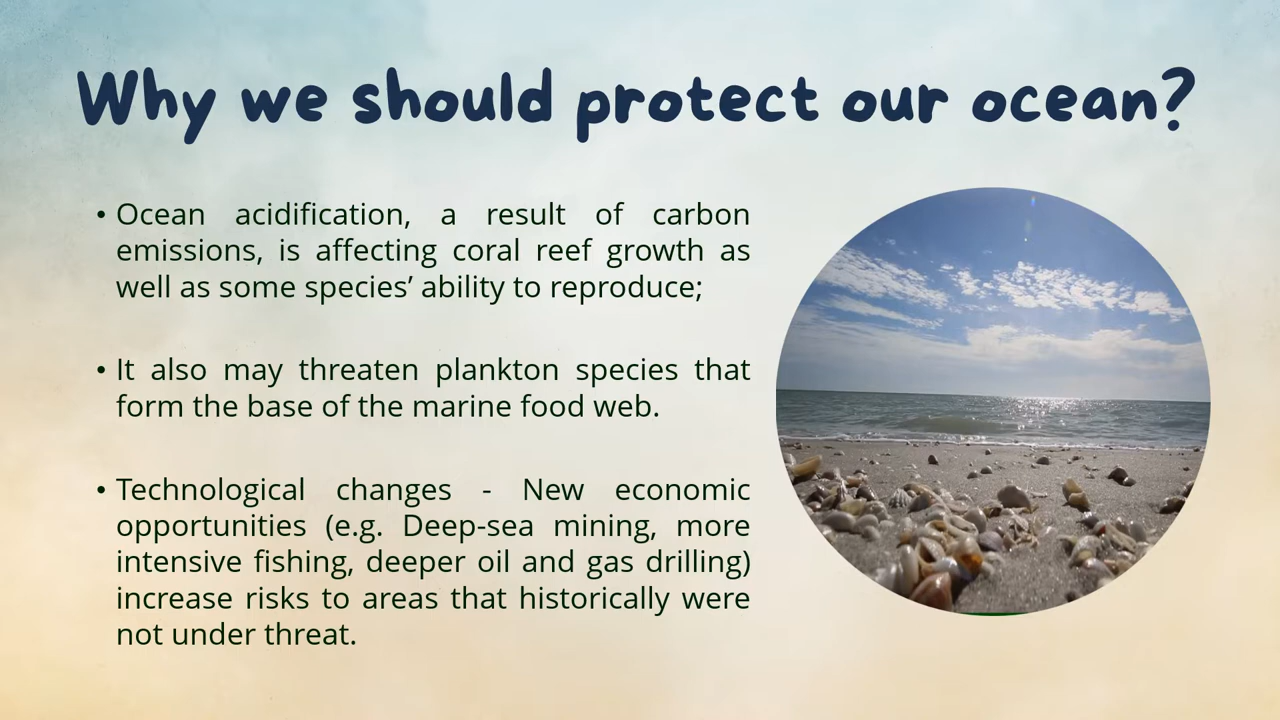 Why we should protect our ocean?
• Ocean acidification, a result of carbon
emissions, is affecting coral reef growth as
well as some species’ ability to reproduce;
• It also may threaten plankton species that
form the base of the marine food web.
• Technological changes - New economic
opportunities (e.g. Deep-sea mining, more
intensive fishing, deeper oil and gas drilling)
increase risks to areas that historically were
not under threat.